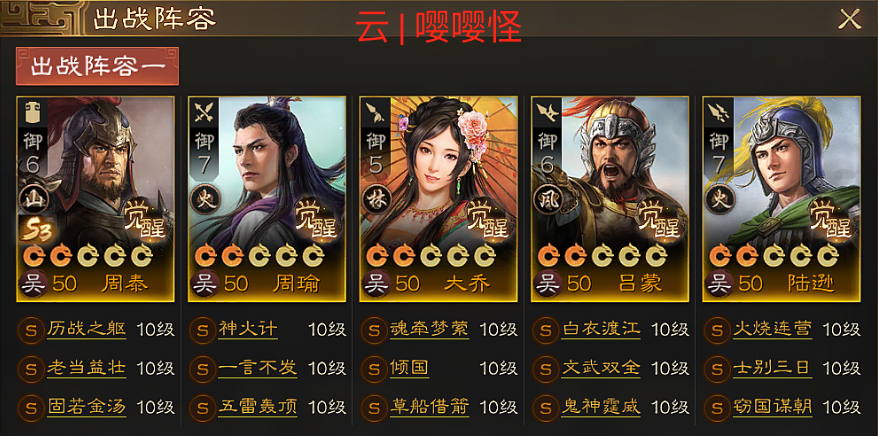 出战阵容
云|嘤嘤怪
出战阵容一
御 6 山 S3 觉醒 吴 50 周泰
御 7 火 觉醒 吴 50 周瑜
御 5 林 觉醒 吴 50 大乔
御 6 风 觉醒 吴 50 吕蒙
御 7 火 觉醒 吴 50 陆逊
S 历战之躯 10级 S 神火计 10级 S 魂牵梦萦 10级 S 白衣渡江 10级 S 火烧连营 10级
S 老当益壮 10级 S 一言不发 10级 S 倾国 10级 S 文武双全 10级 S 士别三日 10级
S 固若金汤 10级 S 五雷轰顶 10级 S 草船借箭 10级 S 鬼神霆威 10级 S 窃国谋朝 10级